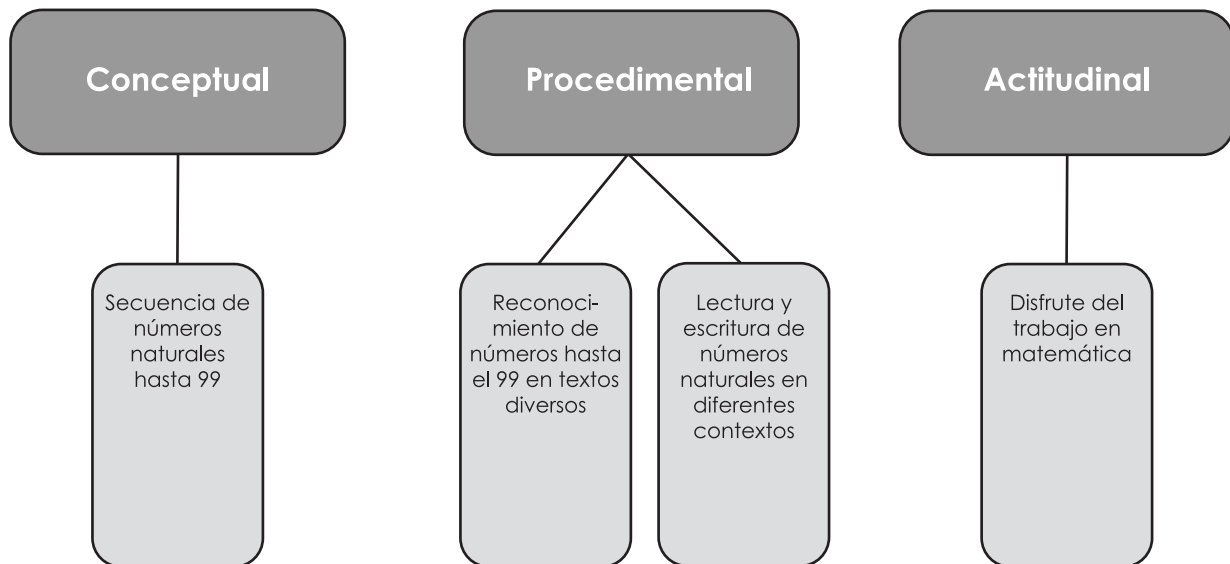 Conceptual
Secuencia de
números
naturales
hasta 99
Procedimental
Reconoci-
miento de
números hasta
el 99 en textos
diversos
Lectura y
escritura de
números
naturales en
diferentes
contextos
Actitudinal
Disfrute del
trabajo en
matemática